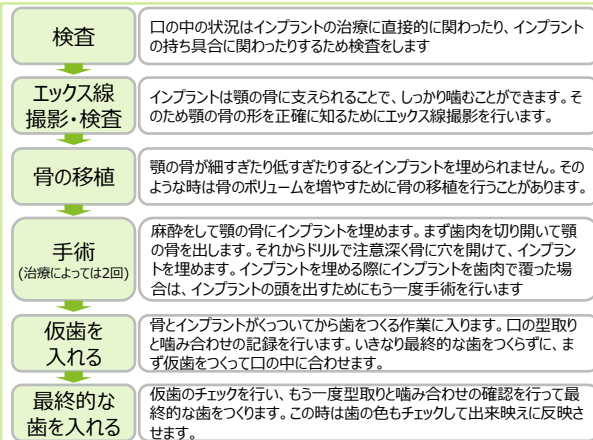 検査
口の中の状況はインプラントの治療に直接的に関わったり、インプラント
の持ち具合に関わったりするため検査をします
エックス線
撮影・検査
インプラントは顎の骨に支えられることで、しっかり噛むことができます。そ
のため顎の骨の形を正確に知るためにエックス線撮影を行います。
骨の移植
顎の骨が細すぎたり低すぎたりするとインプラントを埋められません。その
ような時は骨のボリュームを増やすために骨の移植を行うことがあります。
手術
(治療によっては2回)
麻酔をして顎の骨にインプラントを埋めます。まず歯肉を切り開いて顎
の骨を出します。それからドリルで注意深く骨に穴を開けて、インプラン
トを埋めます。インプラントを埋める際にインプラントを歯肉で覆った場
合は、インプラントの頭を出すためにもう一度手術を行います
仮歯を
入れる
骨とインプラントがくっついてから歯をつくる作業に入ります。口の型取り
と噛み合わせの記録を行います。いきなり最終的な歯をつくらずに、ま
ず仮歯をつくって口の中に合わせます。
最終的な
歯を入れる
仮歯のチェックを行い、もう一度型取りと噛み合わせの確認を行って最
終的な歯をつくります。この時は歯の色もチェックして出来映えに反映さ
せます。